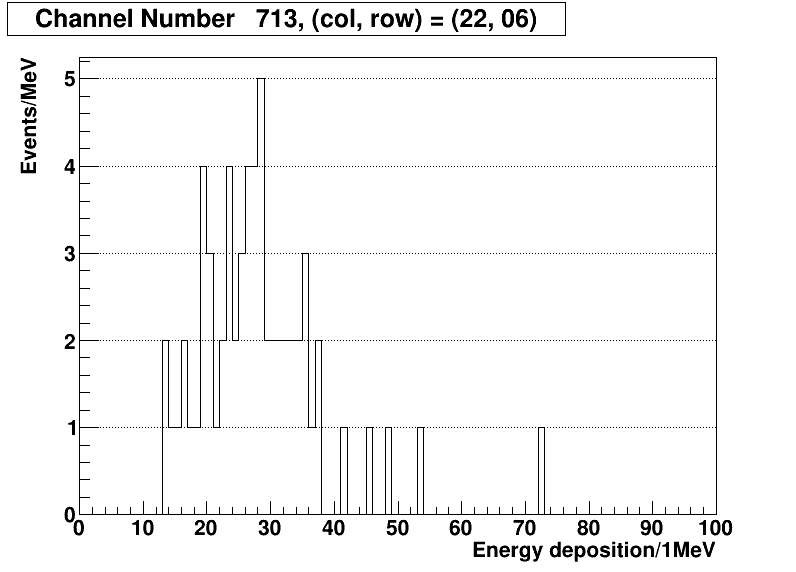 Channel Number 713, (col, row) = (22, 06)
Events/MeV
5
4
3
2
1
0
0 10 20 30 40 50 60 70 80 90 100
Energy deposition/1MeV